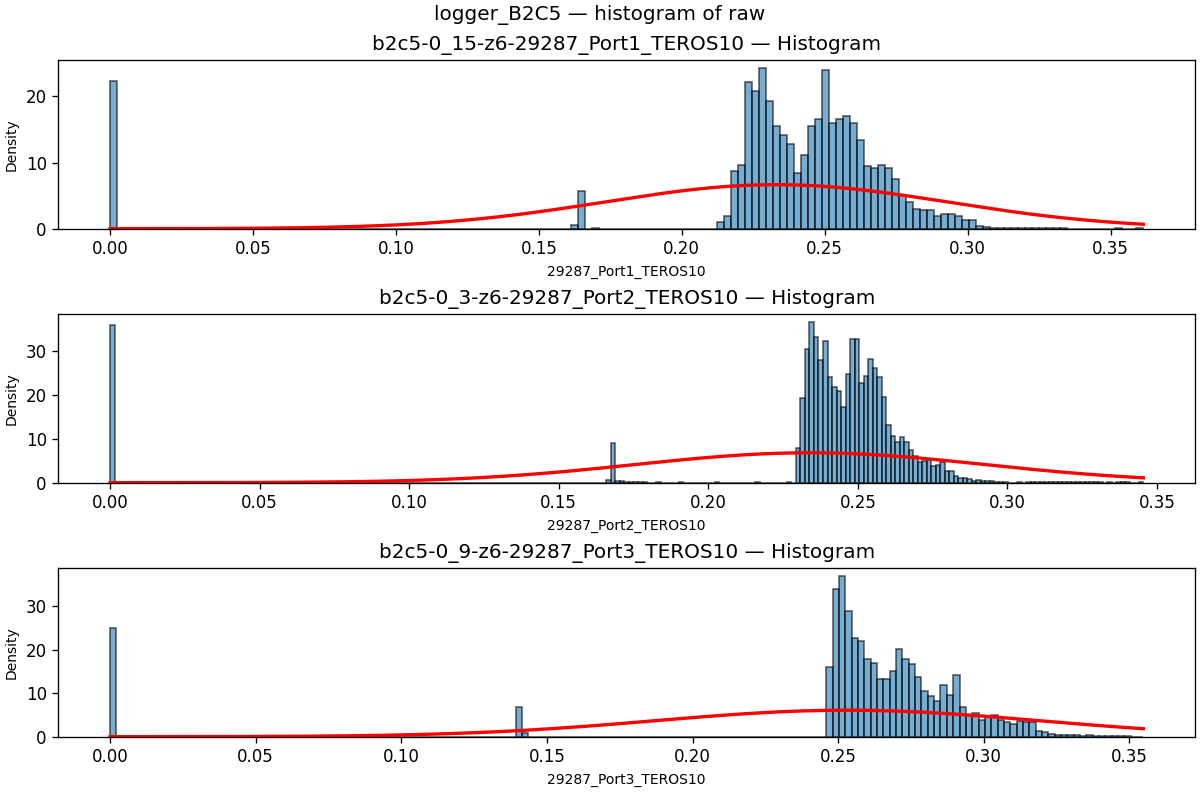 logger_B2C5 — histogram of raw
b2c5-0_15-z6-29287_Port1_TEROS10 — Histogram
Density
20
10
0
0.00 0.05 0.10 0.15 0.20 0.25 0.30 0.35
29287_Port1_TEROS10
b2c5-0_3-z6-29287_Port2_TEROS10 — Histogram
Density
30
20
10
0
0.00 0.05 0.10 0.15 0.20 0.25 0.30 0.35
29287_Port2_TEROS10
b2c5-0_9-z6-29287_Port3_TEROS10 — Histogram
Density
30
20
10
0
0.00 0.05 0.10 0.15 0.20 0.25 0.30 0.35
29287_Port3_TEROS10